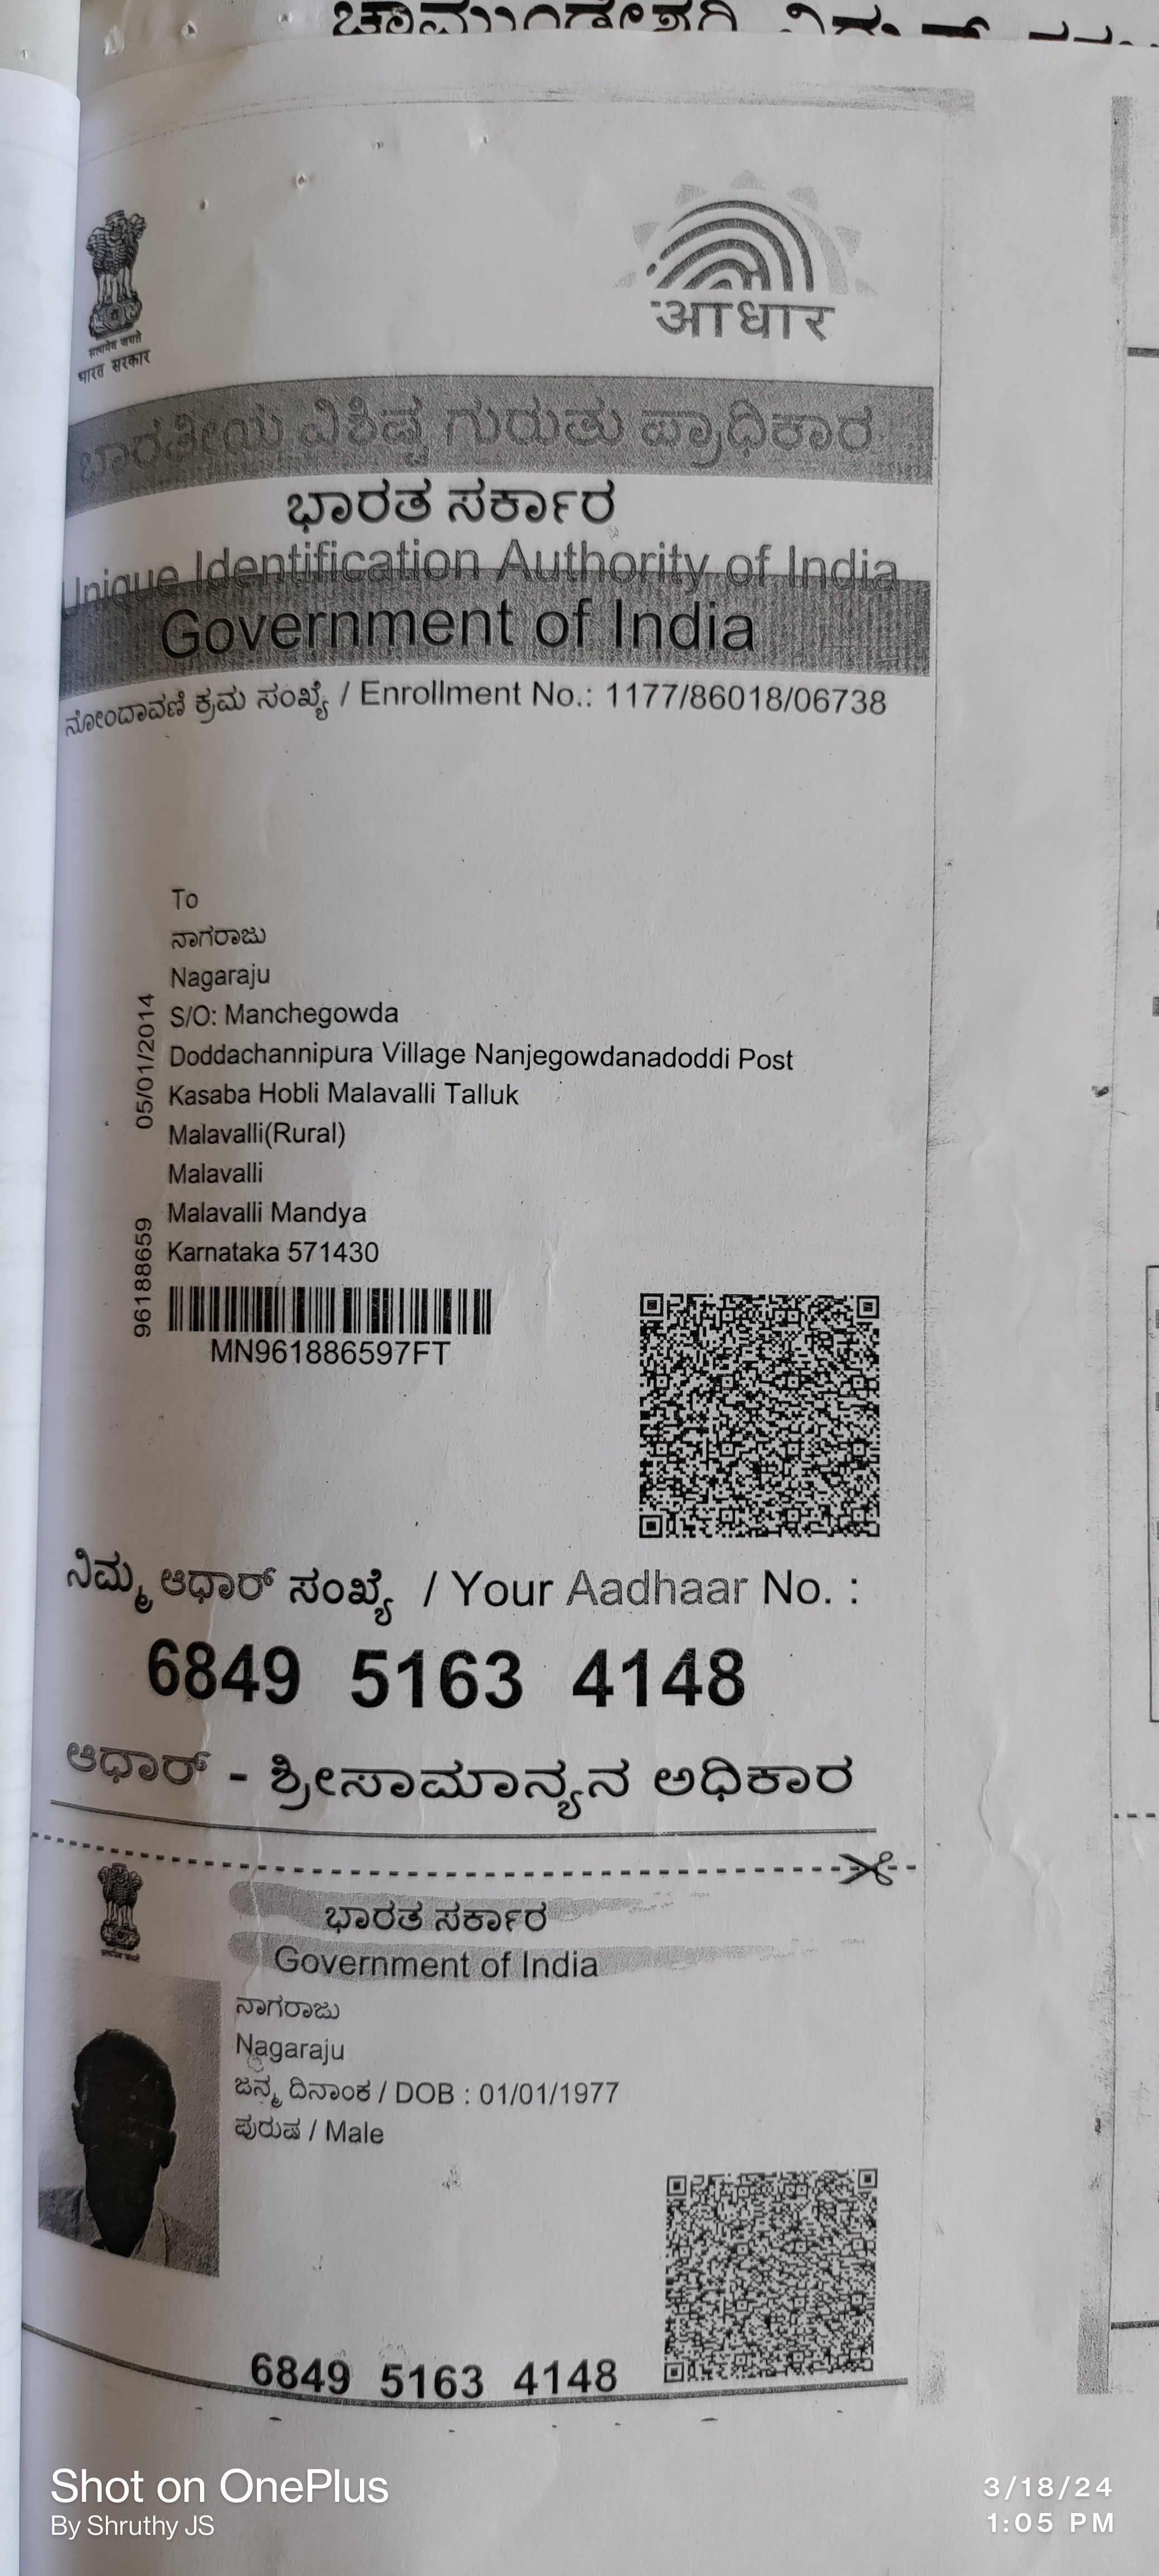 आधार
सत्यमेव जयते
भारत सरकार
ಭಾರತೀಯ ವಿಶಿಷ್ಟ ಗುರುತು ಪ್ರಾಧಿಕಾರ
ಭಾರತ ಸರ್ಕಾರ
Unique Identification Authority of India
Government of India
ನೋಂದಾವಣಿ ಕ್ರಮ ಸಂಖ್ಯೆ / Enrollment No.: 1177/86018/06738
To
ನಾಗರಾಜು
Nagaraju
S/O: Manchegowda
Doddachannipura Village Nanjegowdanadoddi Post
Kasaba Hobli Malavalli Talluk
Malavalli(Rural)
Malavalli
Malavalli Mandya
Karnataka 571430
05/01/2014
96188659
MN961886597FT
ನಿಮ್ಮ ಆಧಾರ್ ಸಂಖ್ಯೆ / Your Aadhaar No. :
6849 5163 4148
ಆಧಾರ್ - ಶ್ರೀಸಾಮಾನ್ಯನ ಅಧಿಕಾರ
ಭಾರತ ಸರ್ಕಾರ
Government of India
ನಾಗರಾಜು
Nagaraju
ಜನ್ಮ ದಿನಾಂಕ / DOB : 01/01/1977
ಪುರುಷ / Male
6849 5163 4148
Shot on OnePlus
By Shruthy JS
3/18/24
1:05 PM